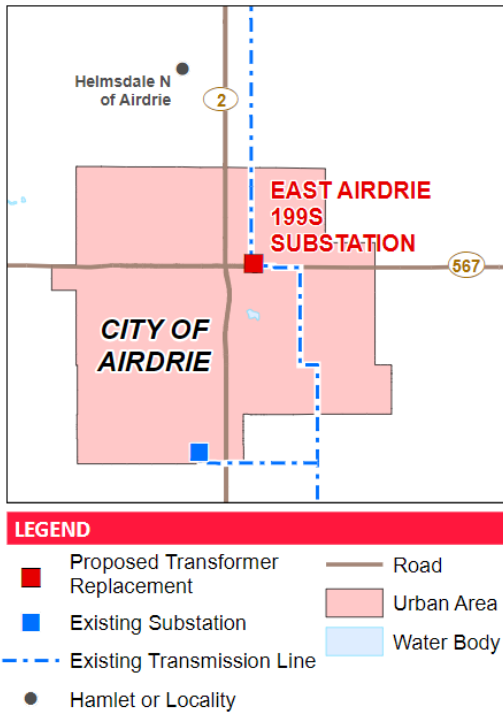 Helmsdale N
of Airdrie
2
EAST AIRDRIE
199S
SUBSTATION
567
CITY OF
AIRDRIE
LEGEND
Proposed Transformer
Replacement
Existing Substation
Existing Transmission Line
Hamlet or Locality
Road
Urban Area
Water Body